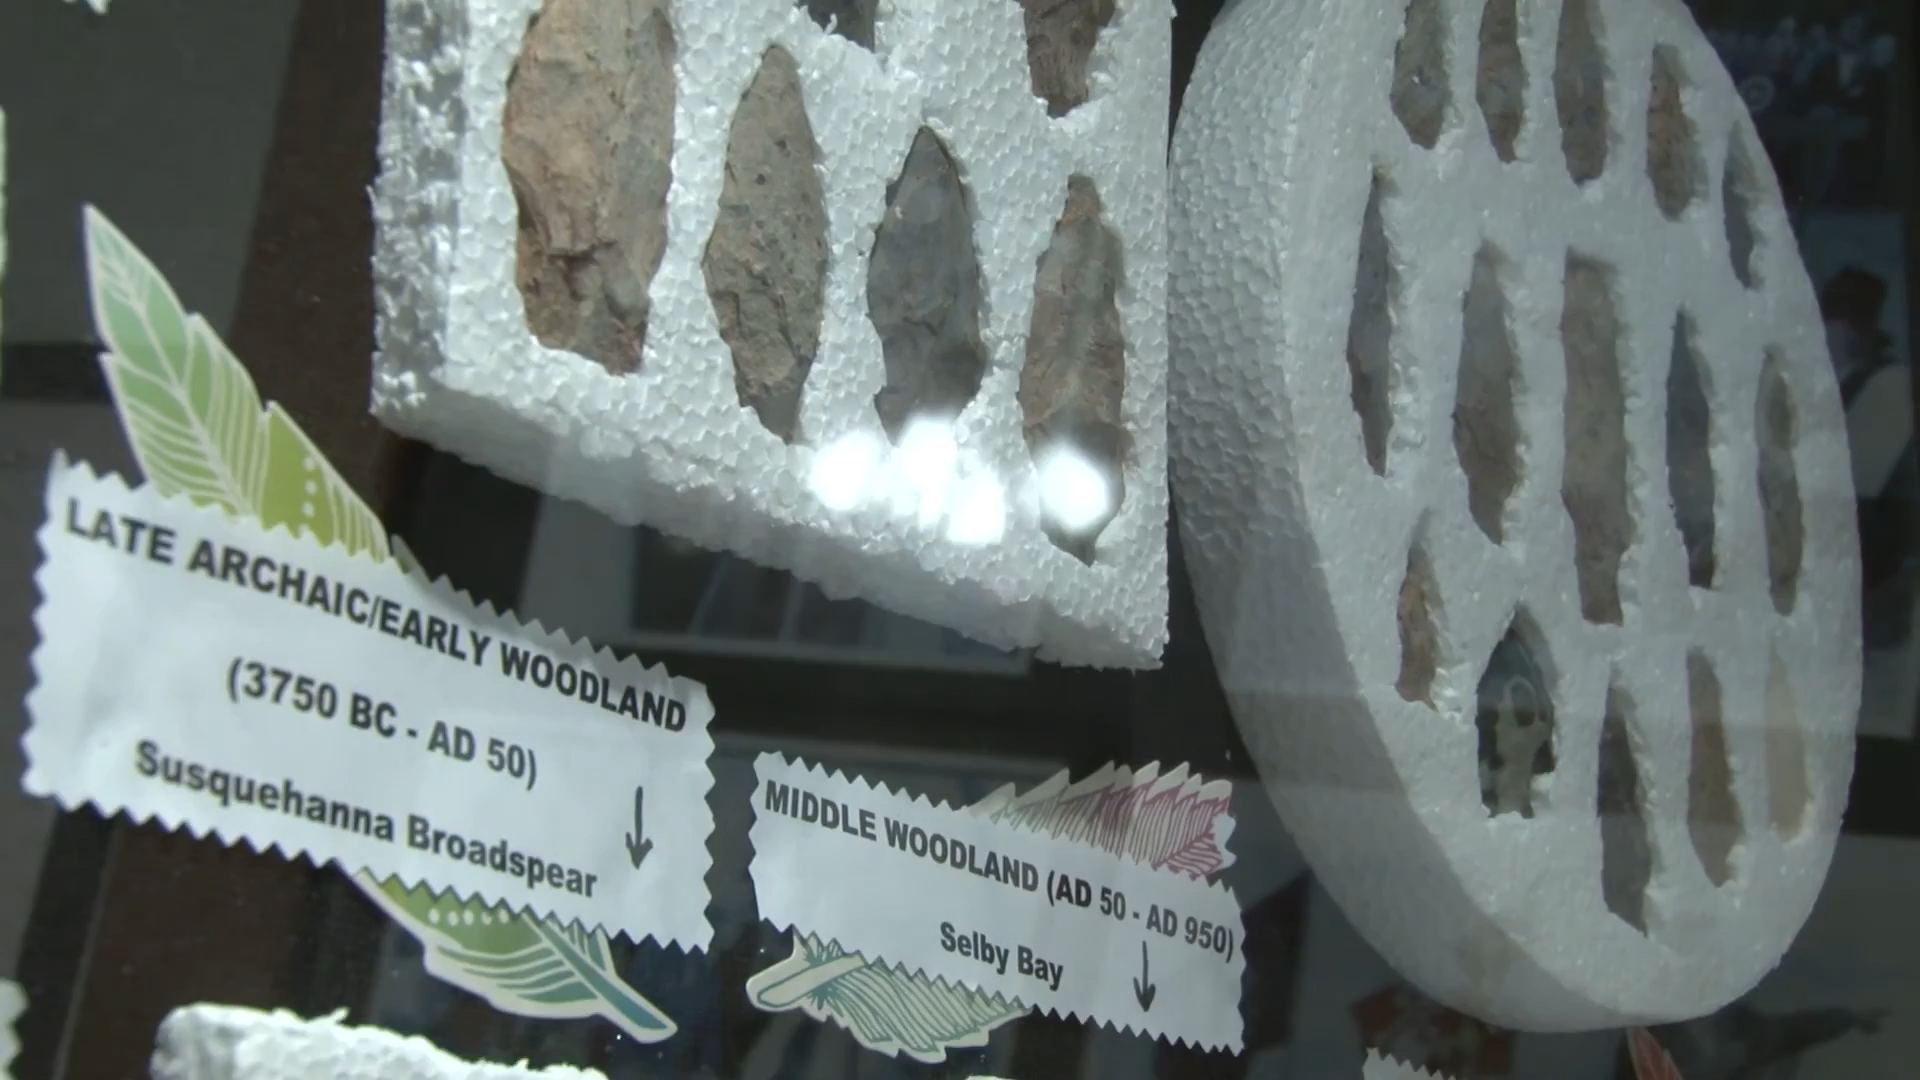 LATE ARCHAIC/EARLY WOODLAND
(3750 BC - AD 50)
Susquehanna Broadspear
MIDDLE WOODLAND (AD 50 - AD 950)
Selby Bay